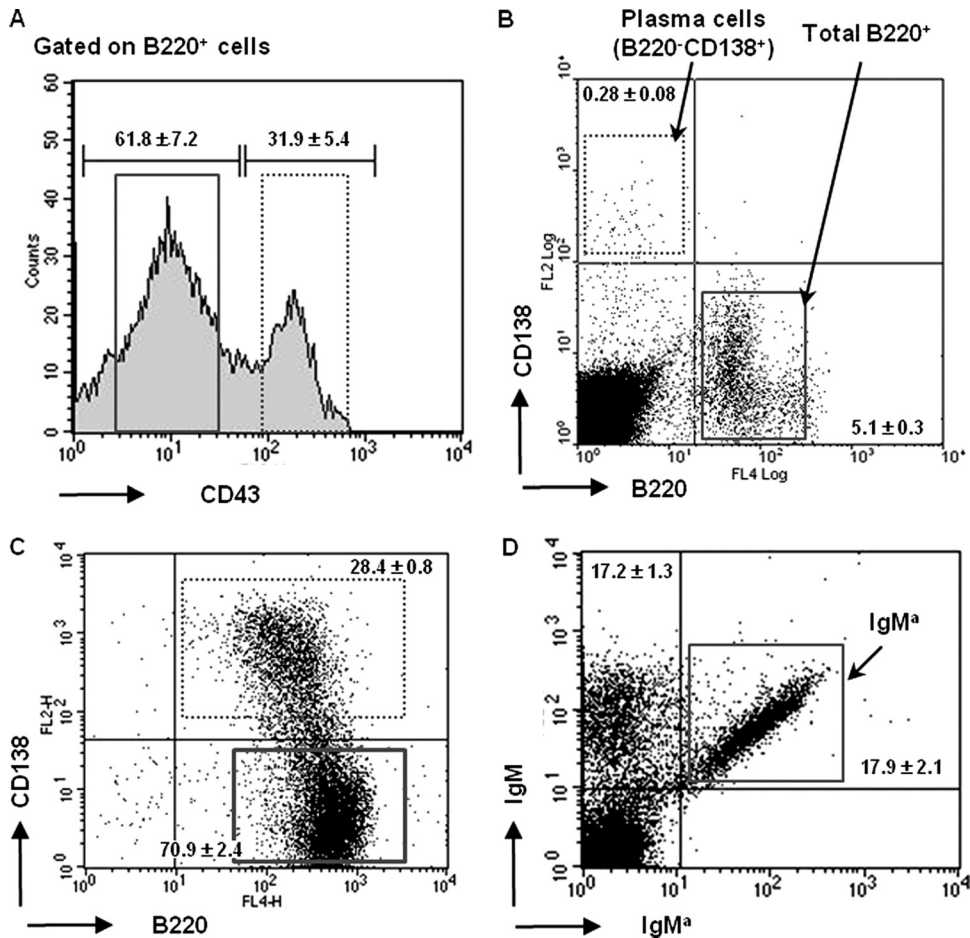 A
Gated on B220⁺ cells
60
50
40
30
20
10
0
Counts
61.8 ± 7.2
31.9 ± 5.4
10⁰ 10¹ 10² 10³ 10⁴
CD43
B
Plasma cells
(B220⁻CD138⁺)
Total B220⁺
0.28 ± 0.08
10⁴
10³
10²
10¹
10⁰
FL2 Log
CD138
5.1 ± 0.3
10⁰ 10¹ 10² 10³ 10⁴
FL4 Log
B220
C
28.4 ± 0.8
10⁴
10³
10²
10¹
10⁰
FL2-H
CD138
70.9 ± 2.4
10⁰ 10¹ 10² 10³ 10⁴
FL4-H
B220
D
17.2 ± 1.3
IgMᵃ
10⁴
10³
10²
10¹
10⁰
IgM
17.9 ± 2.1
10⁰ 10¹ 10² 10³ 10⁴
IgMᵃ